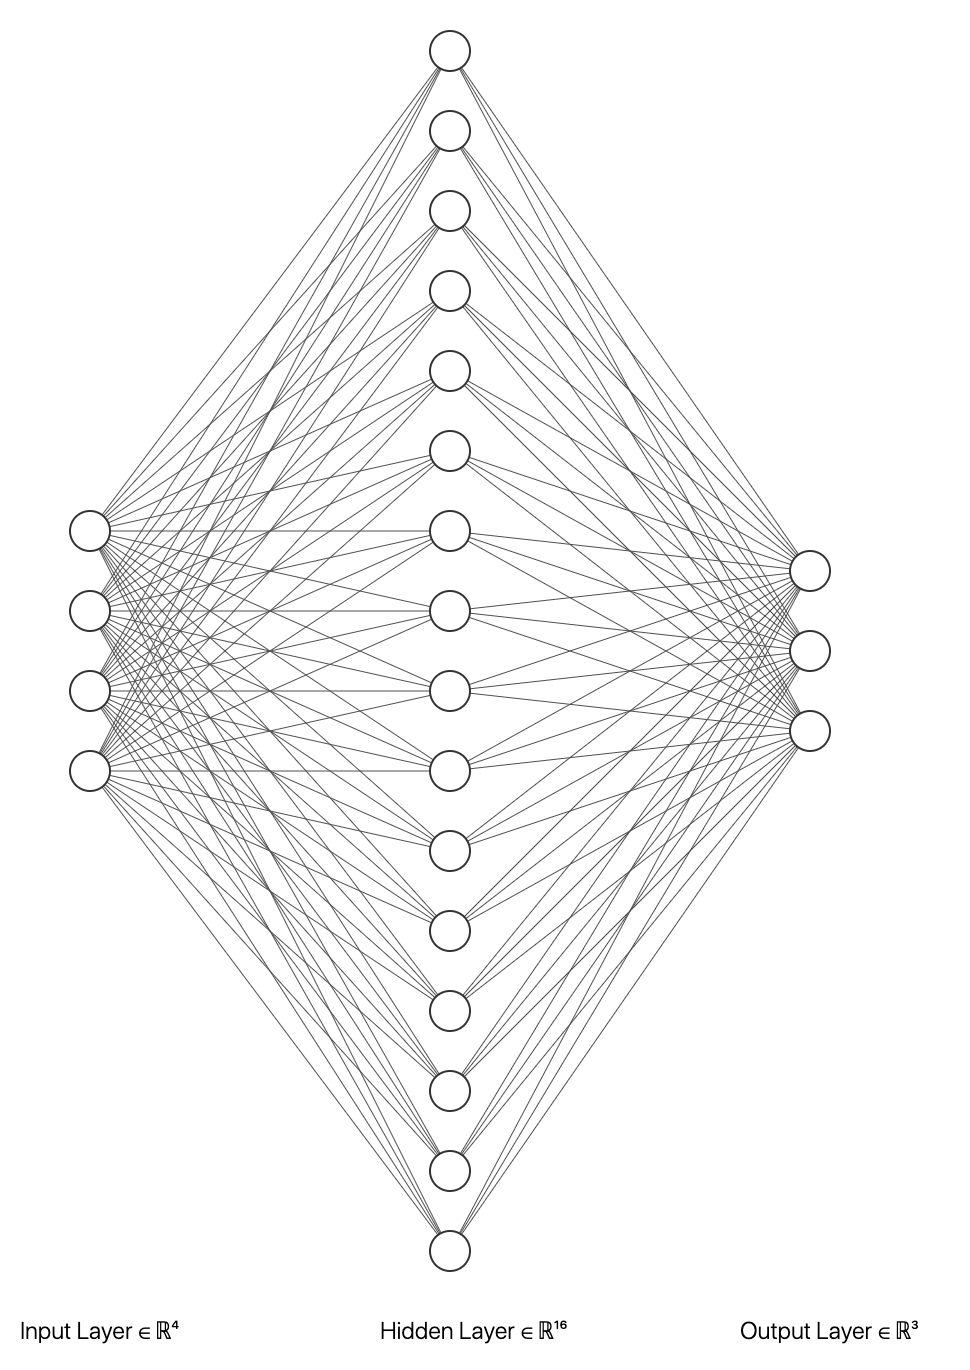 Input Layer ∈ ℝ⁴
Hidden Layer ∈ ℝ¹⁶
Output Layer ∈ ℝ³